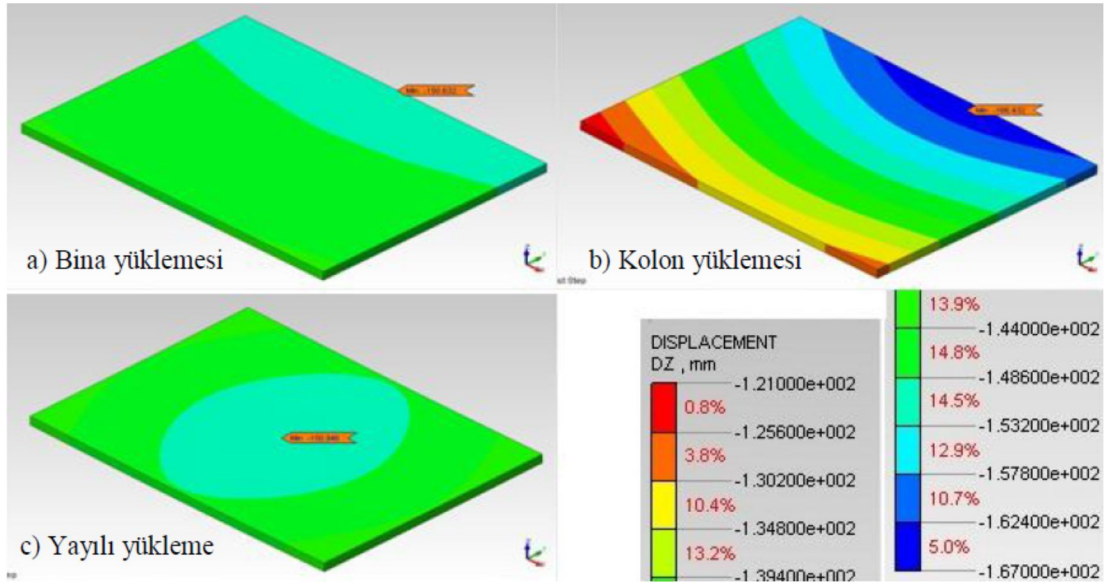 a) Bina yüklemesi
b) Kolon yüklemesi
st Step
c) Yayılı yükleme
DISPLACEMENT
DZ , mm
-1.21000e+002
0.8%
-1.25600e+002
3.8%
-1.30200e+002
10.4%
-1.34800e+002
13.2%
-1.39400e+002
13.9%
-1.44000e+002
14.8%
-1.48600e+002
14.5%
-1.53200e+002
12.9%
-1.57800e+002
10.7%
-1.62400e+002
5.0%
-1.67000e+002